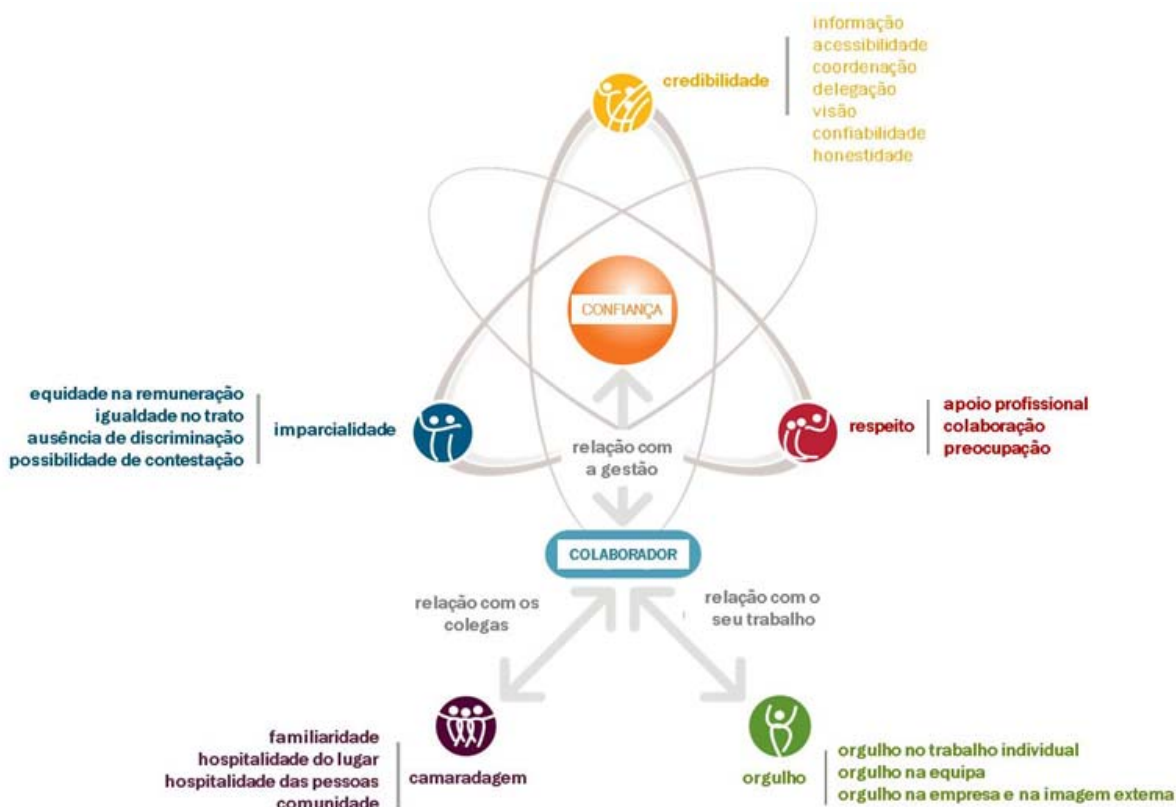 informação
acessibilidade
coordenação
delegação
visão
confiabilidade
honestidade
credibilidade
CONFIANÇA
equidade na remuneração
igualdade no trato
ausência de discriminação
possibilidade de contestação
imparcialidade
respeito
apoio profissional
colaboração
preocupação
relação com
a gestão
COLABORADOR
relação com os
colegas
relação com o
seu trabalho
familiaridade
hospitalidade do lugar
hospitalidade das pessoas
comunidade
camaradagem
orgulho
orgulho no trabalho individual
orgulho na equipa
orgulho na empresa e na imagem externa